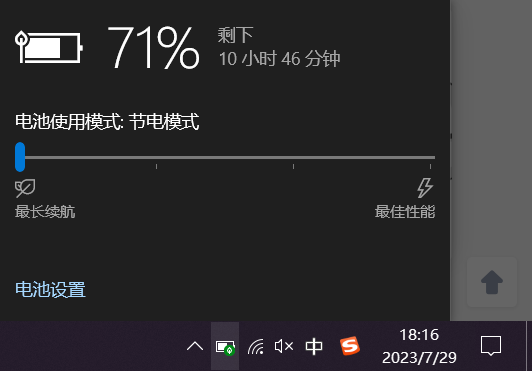 71%
剩下
10 小时 46 分钟
电池使用模式: 节电模式
最长续航
最佳性能
电池设置
中
S
18:16
2023/7/29